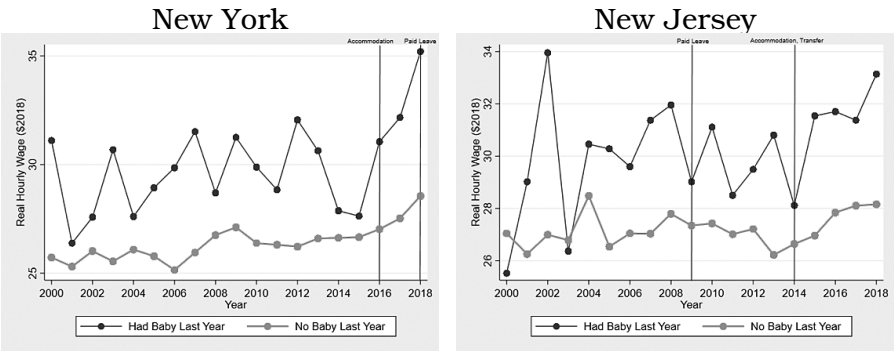 New York
Accommodation Paid Leave
Real Hourly Wage ($2018)
35
30
25
2000 2002 2004 2006 2008 2010 2012 2014 2016 2018
Year
Had Baby Last Year No Baby Last Year
New Jersey
Paid Leave Accommodation, Transfer
Real Hourly Wage ($2018)
34
32
30
28
26
2000 2002 2004 2006 2008 2010 2012 2014 2016 2018
Year
Had Baby Last Year No Baby Last Year